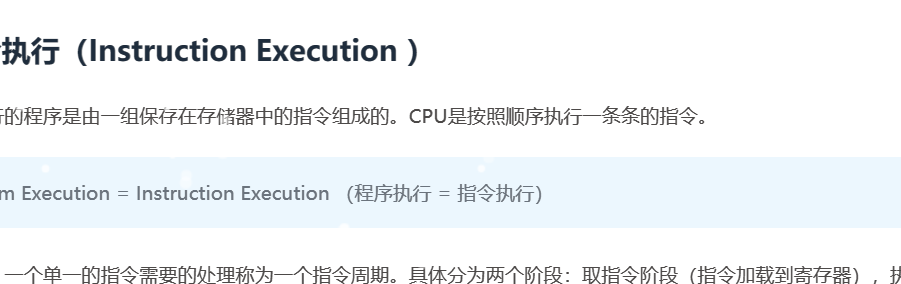 执行（Instruction Execution ）
的程序是由一组保存在存储器中的指令组成的。CPU是按照顺序执行一条条的指令。
m Execution = Instruction Execution （程序执行 = 指令执行）
一个单一的指令需要的处理称为一个指令周期。具体分为两个阶段：取指令阶段（指令加载到寄存器），